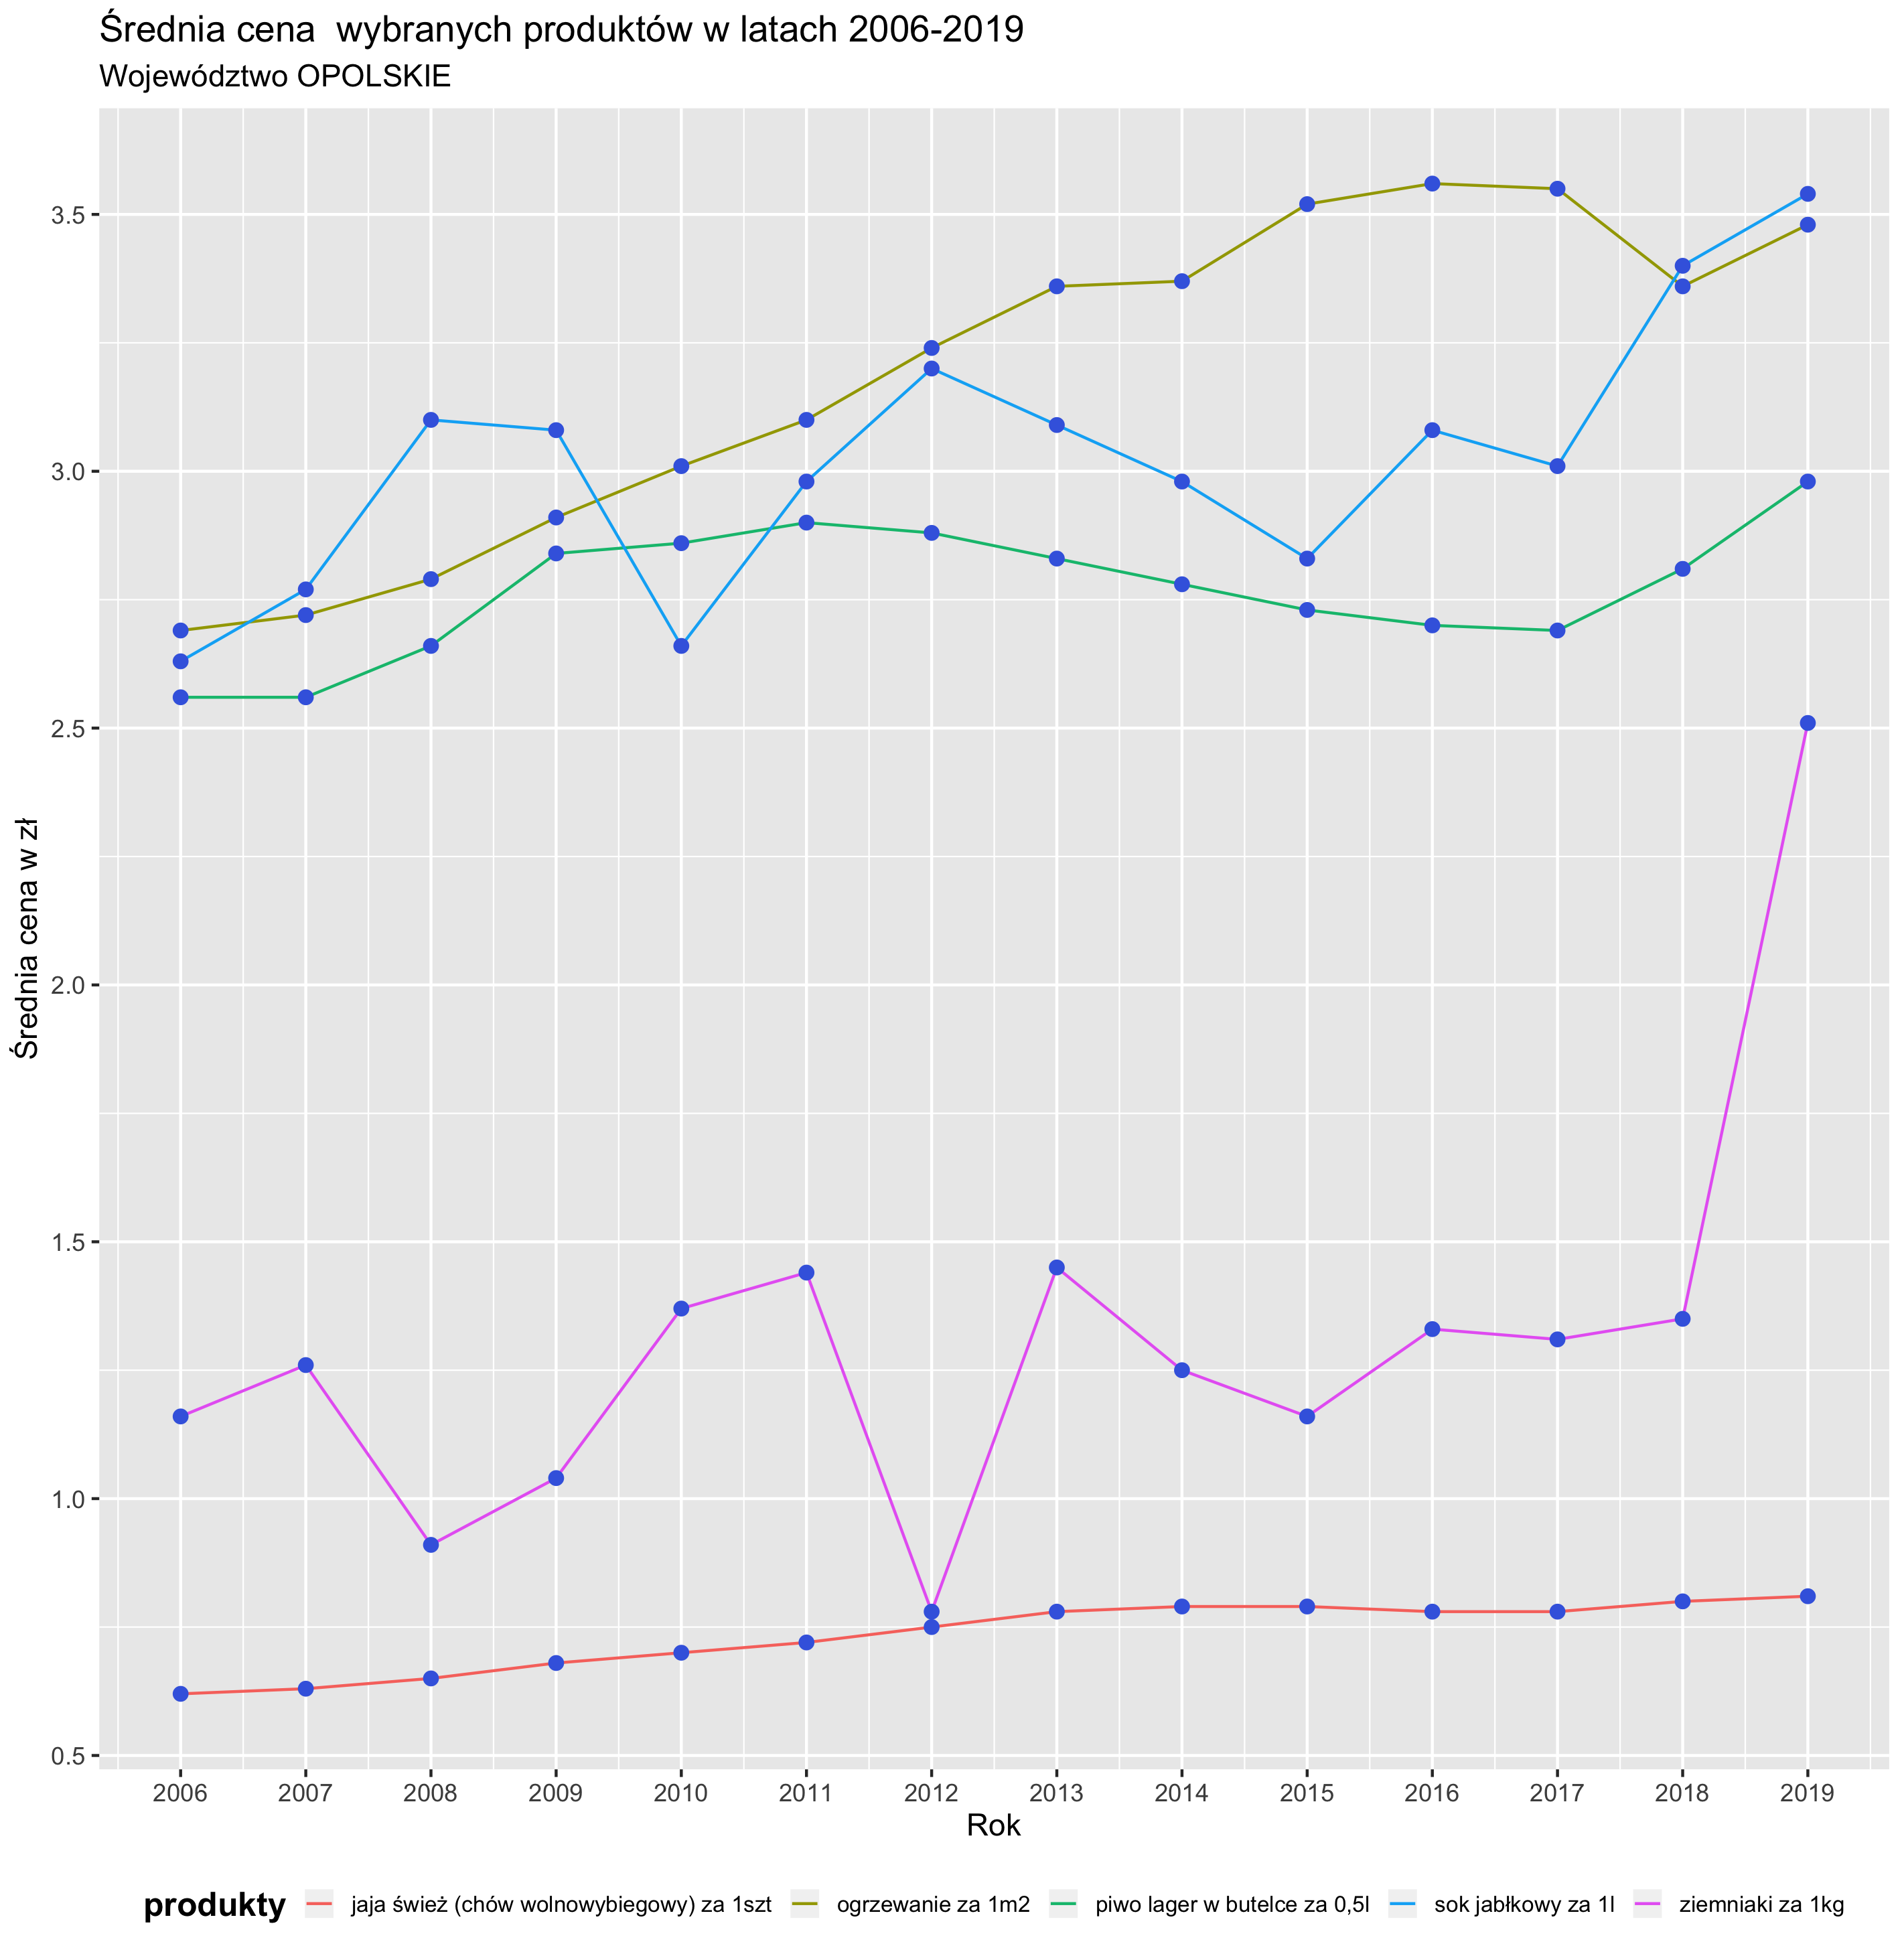 Średnia cena  wybranych produktów w latach 2006-2019
Województwo OPOLSKIE
Średnia cena w zł
3.5
3.0
2.5
2.0
1.5
1.0
0.5
2006 2007 2008 2009 2010 2011 2012 2013 2014 2015 2016 2017 2018 2019
Rok
produkty jaja śwież (chów wolnowybiegowy) za 1szt ogrzewanie za 1m2 piwo lager w butelce za 0,5l sok jabłkowy za 1l ziemniaki za 1kg